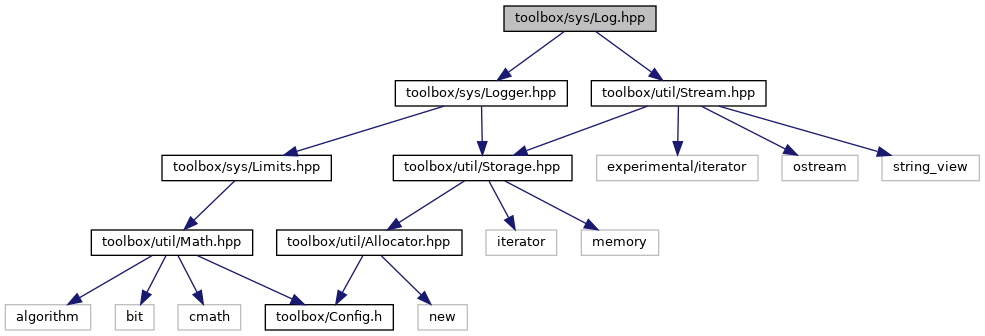 toolbox/sys/Log.hpp
toolbox/sys/Logger.hpp
toolbox/util/Stream.hpp
toolbox/sys/Limits.hpp
toolbox/util/Storage.hpp
experimental/iterator
ostream
string_view
toolbox/util/Math.hpp
toolbox/util/Allocator.hpp
iterator
memory
algorithm
bit
cmath
toolbox/Config.h
new